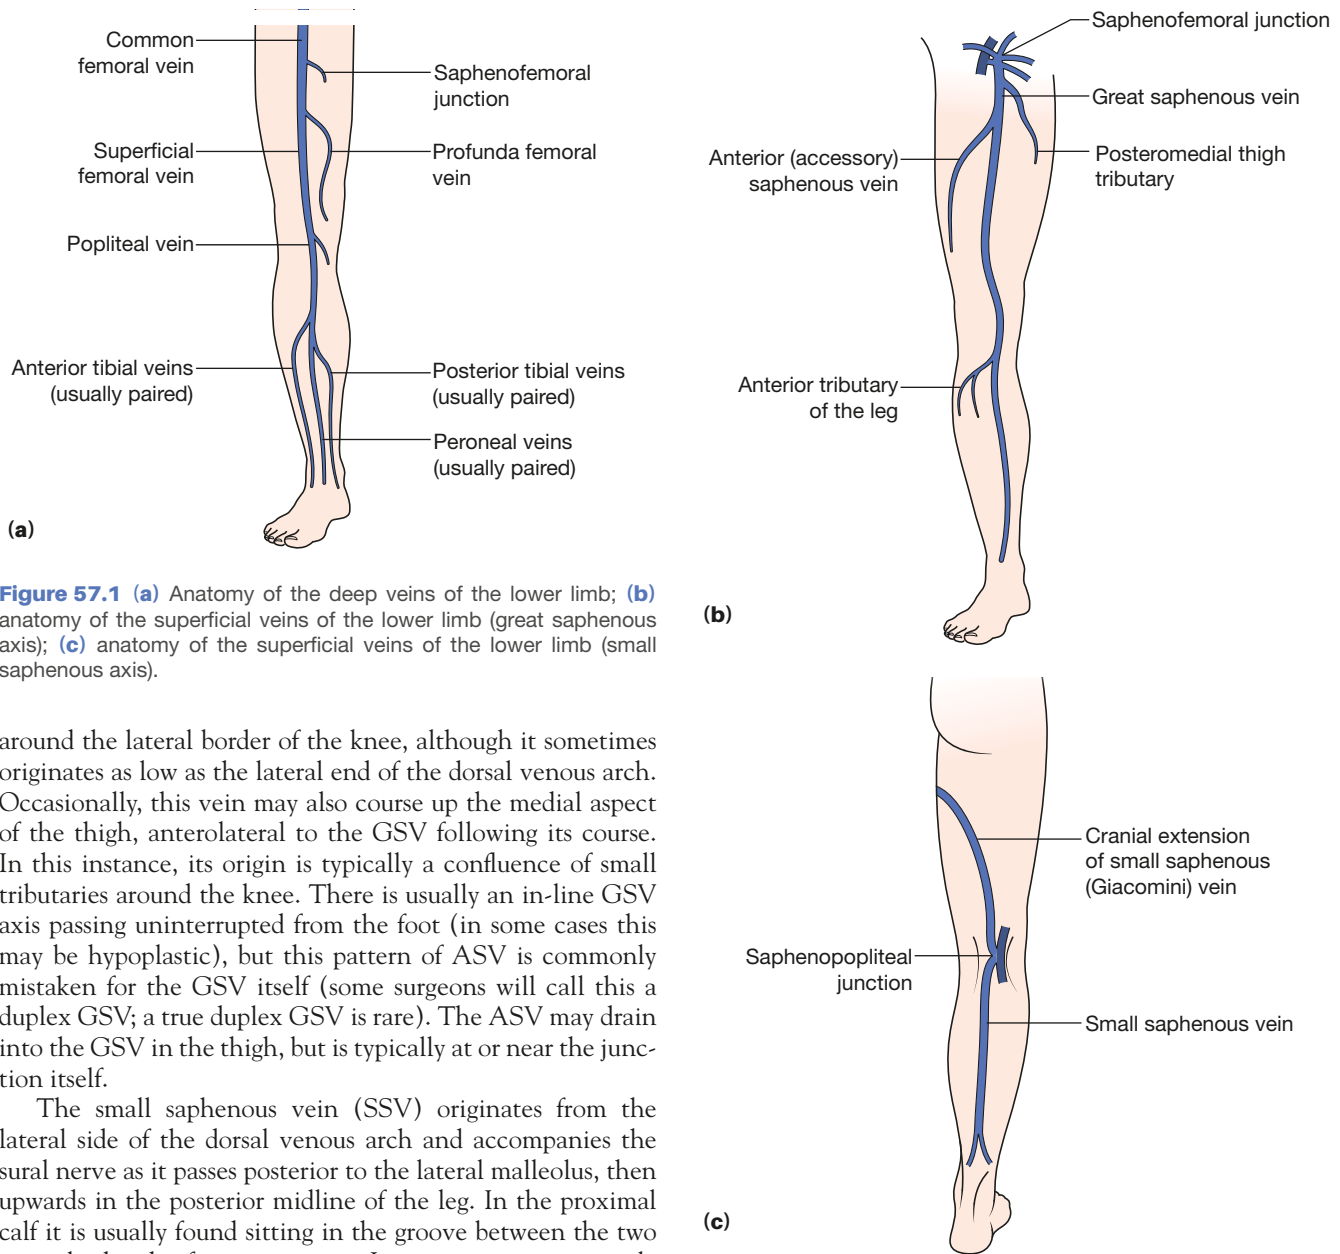 Common
femoral vein
Saphenofemoral
junction
Superficial
femoral vein
Profunda femoral
vein
Popliteal vein
Anterior tibial veins
(usually paired)
Posterior tibial veins
(usually paired)
Peroneal veins
(usually paired)
(a)
Figure 57.1 (a) Anatomy of the deep veins of the lower limb; (b)
anatomy of the superficial veins of the lower limb (great saphenous
axis); (c) anatomy of the superficial veins of the lower limb (small
saphenous axis).
around the lateral border of the knee, although it sometimes
originates as low as the lateral end of the dorsal venous arch.
Occasionally, this vein may also course up the medial aspect
of the thigh, anterolateral to the GSV following its course.
In this instance, its origin is typically a confluence of small
tributaries around the knee. There is usually an in-line GSV
axis passing uninterrupted from the foot (in some cases this
may be hypoplastic), but this pattern of ASV is commonly
mistaken for the GSV itself (some surgeons will call this a
duplex GSV; a true duplex GSV is rare). The ASV may drain
into the GSV in the thigh, but is typically at or near the junc-
tion itself.
The small saphenous vein (SSV) originates from the
lateral side of the dorsal venous arch and accompanies the
sural nerve as it passes posterior to the lateral malleolus, then
upwards in the posterior midline of the leg. In the proximal
calf it is usually found sitting in the groove between the two
Saphenofemoral junction
Great saphenous vein
Anterior (accessory)
saphenous vein
Posteromedial thigh
tributary
Anterior tributary
of the leg
(b)
Cranial extension
of small saphenous
(Giacomini) vein
Saphenopopliteal
junction
Small saphenous vein
(c)